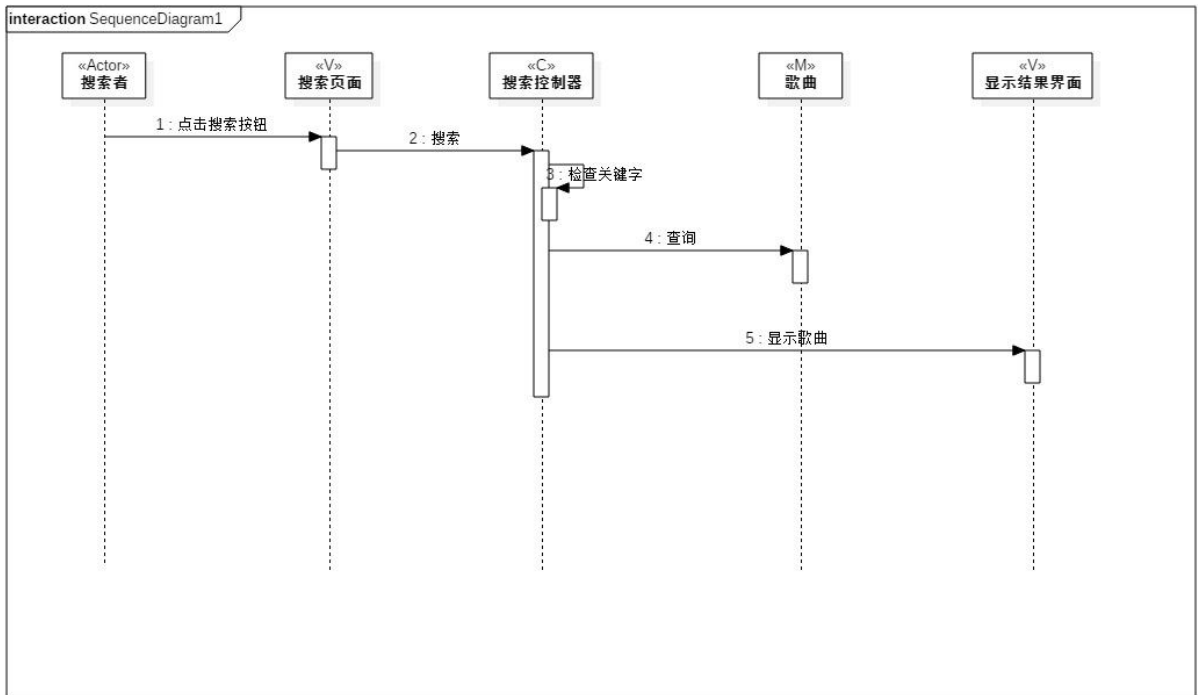 interaction SequenceDiagram1
«Actor»
搜索者
«V»
搜索页面
«C»
搜索控制器
«M»
歌曲
«V»
显示结果界面
1 : 点击搜索按钮
2 : 搜索
3 : 检查关键字
4 : 查询
5 : 显示歌曲